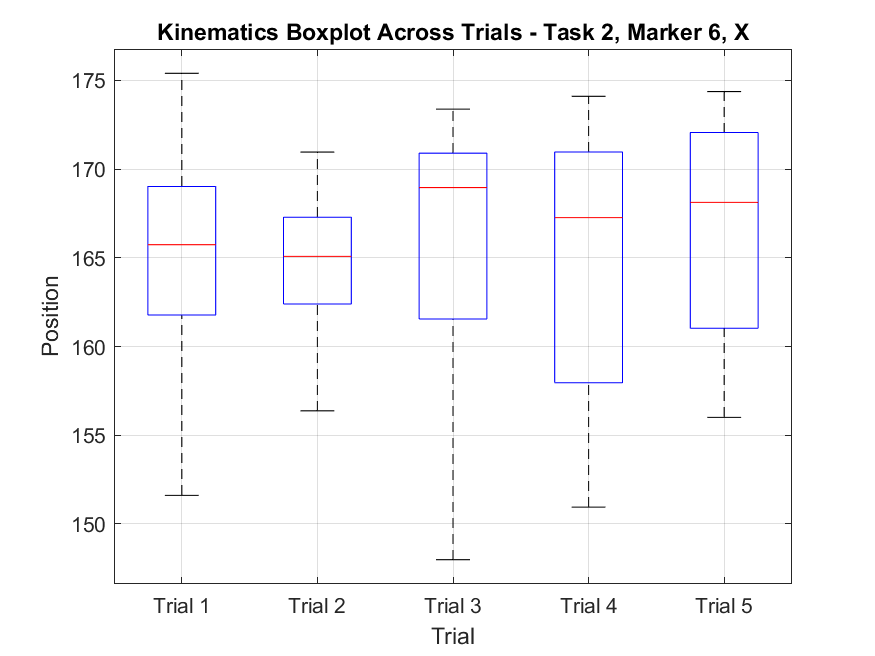 Kinematics Boxplot Across Trials - Task 2, Marker 6, X
175
170
165
160
155
150
Position
Trial 1 Trial 2 Trial 3 Trial 4 Trial 5
Trial